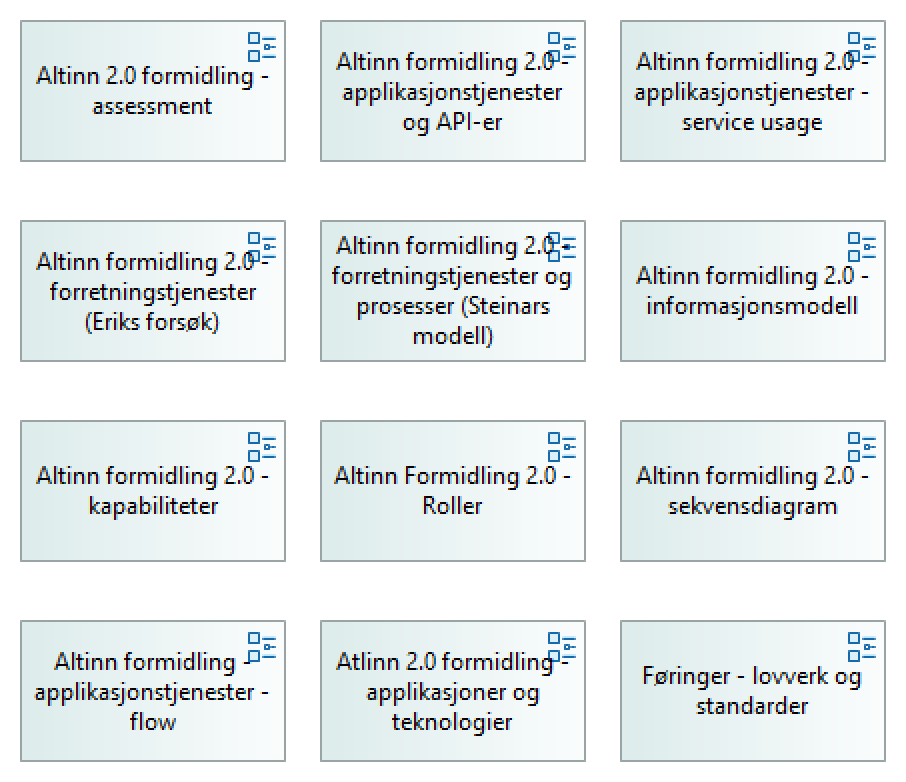 Altinn 2.0 formidling -
assessment
Altinn formidling 2.0 -
applikasjonstjenester
og API-er
Altinn formidling 2.0 -
applikasjonstjenester -
service usage
Altinn formidling 2.0 -
forretningstjenester
(Eriks forsøk)
Altinn formidling 2.0 -
forretningstjenester og
prosesser (Steinars
modell)
Altinn formidling 2.0 -
informasjonsmodell
Altinn formidling 2.0 -
kapabiliteter
Altinn Formidling 2.0 -
Roller
Altinn formidling 2.0 -
sekvensdiagram
Altinn formidling -
applikasjonstjenester -
flow
Atlinn 2.0 formidling -
applikasjoner og
teknologier
Føringer - lovverk og
standarder